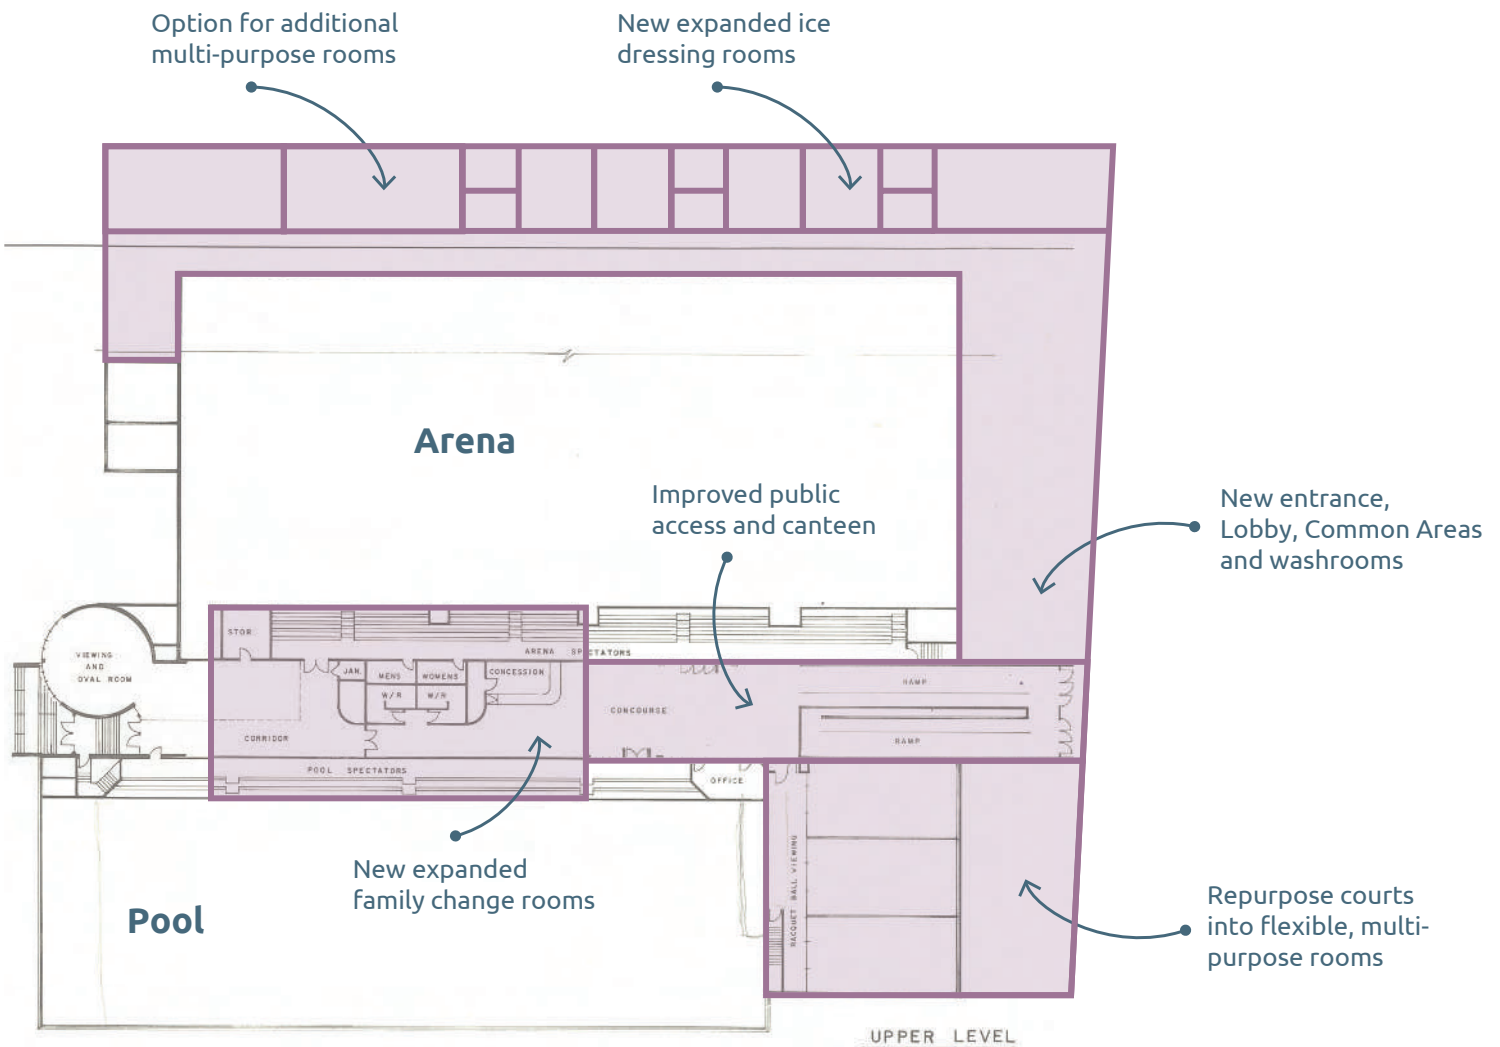 Option for additional
multi-purpose rooms
New expanded ice
dressing rooms
Arena
Improved public
access and canteen
New entrance,
Lobby, Common Areas
and washrooms
STOR.
ARENA SPECTATORS
VIEWING
AND
OVAL ROOM
JAN.
MENS
WOMENS
CONCESSION
W/R
W/R
CORRIDOR
CONCOURSE
RAMP
RAMP
POOL SPECTATORS
OFFICE
RACQUET BALL VIEWING
New expanded
family change rooms
Pool
Repurpose courts
into flexible, multi-
purpose rooms
UPPER LEVEL